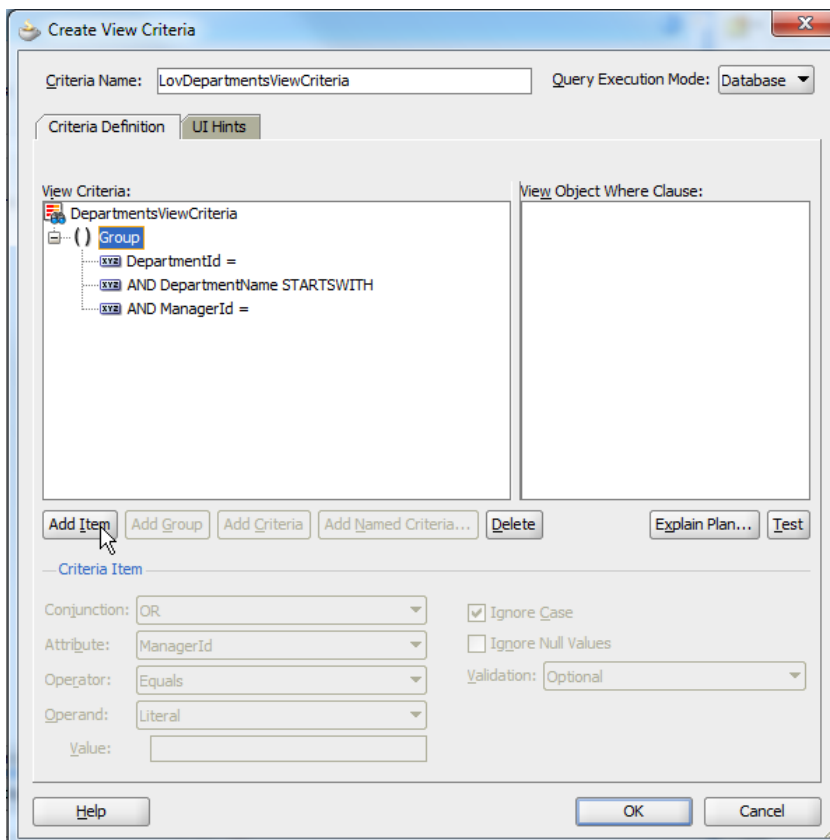 Create View Criteria
Criteria Name: LovDepartmentsViewCriteria Query Execution Mode: Database
Criteria Definition UI Hints
View Criteria: View Object Where Clause:
DepartmentsViewCriteria
( ) Group
XYZ DepartmentId =
XYZ AND DepartmentName STARTSWITH
XYZ AND ManagerId =
Add Item Add Group Add Criteria Add Named Criteria... Delete Explain Plan... Test
Criteria Item
Conjunction: OR Ignore Case
Attribute: ManagerId Ignore Null Values
Operator: Equals Validation: Optional
Operand: Literal
Value:
Help OK Cancel